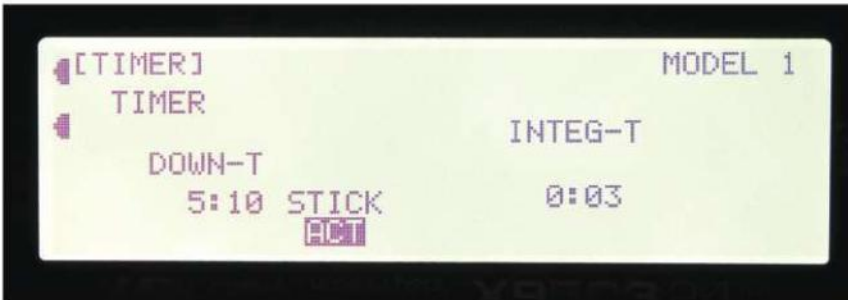 [TIMER] MODEL 1
TIMER
INTEG-T
DOWN-T
5:10 STICK 0:03
ACT